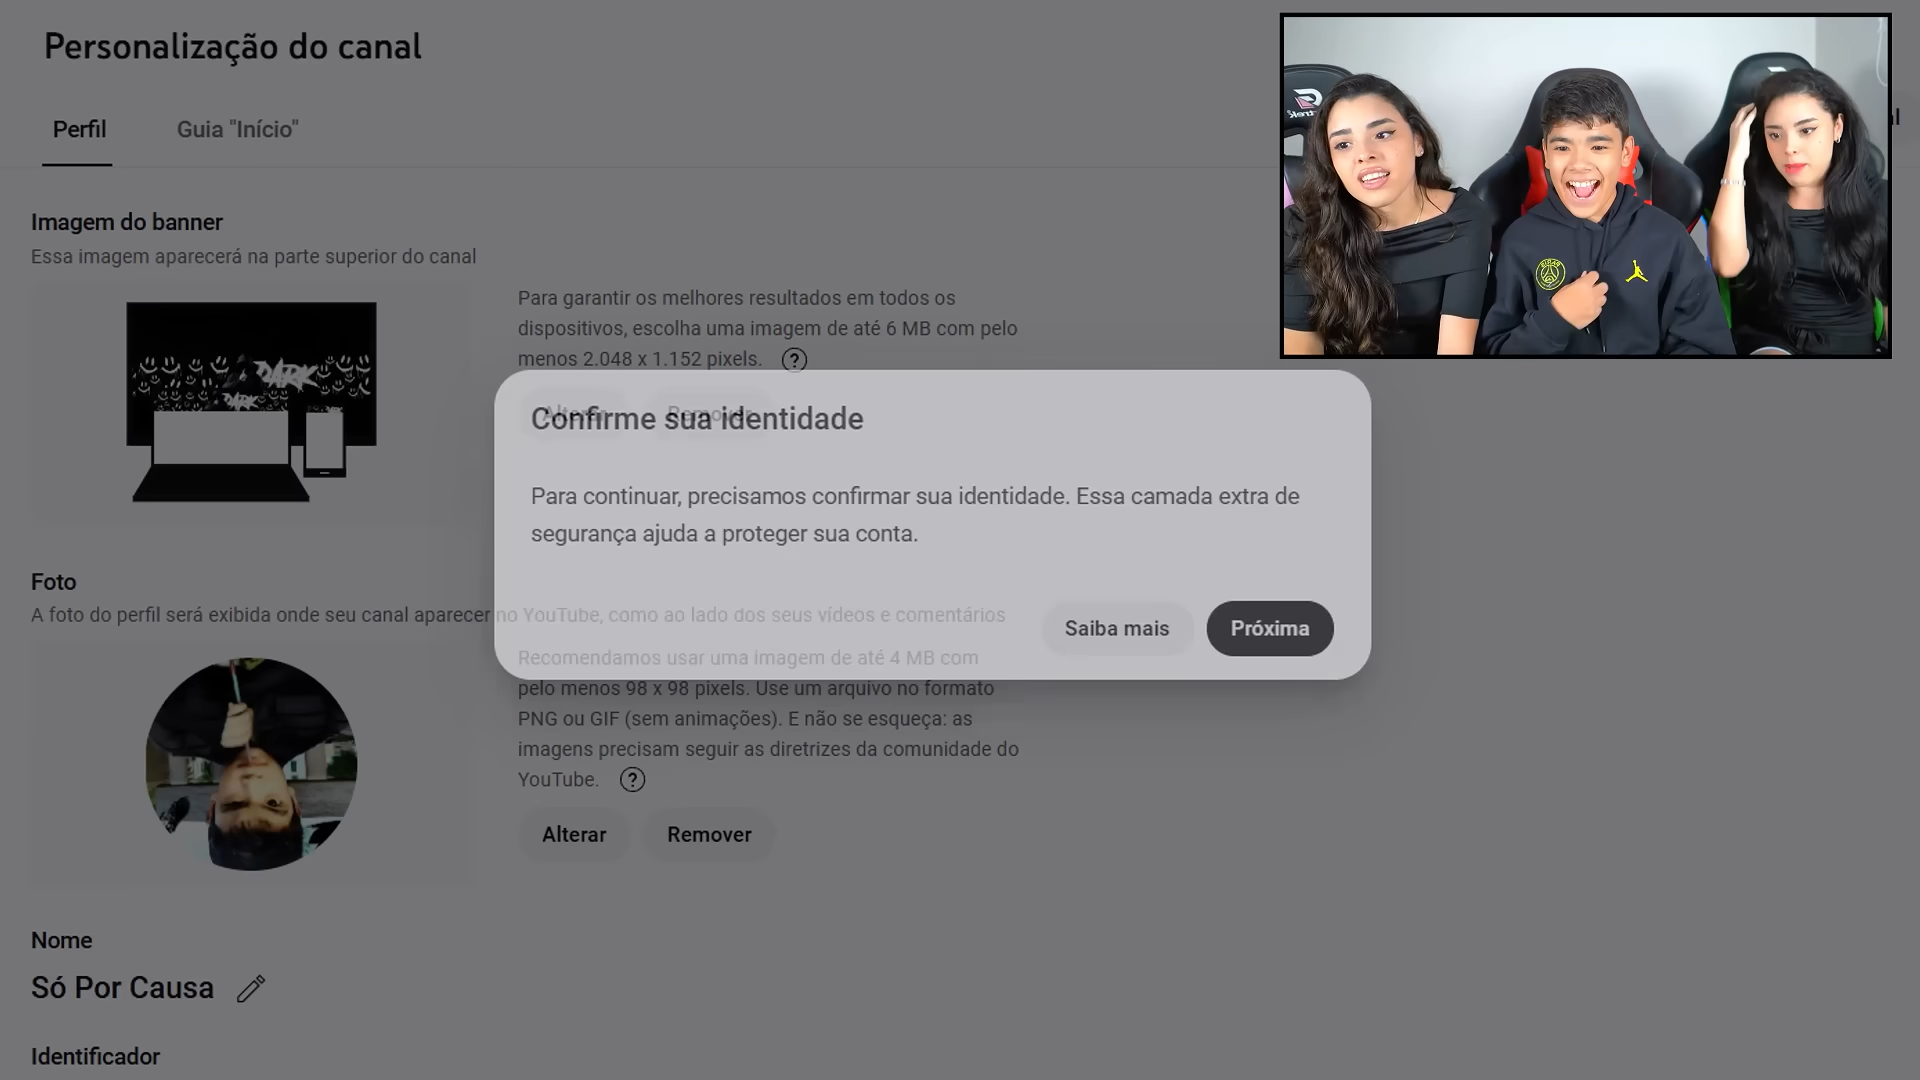 Personalização do canal
Perfil
Guia "Início"
Imagem do banner
Essa imagem aparecerá na parte superior do canal
Para garantir os melhores resultados em todos os
dispositivos, escolha uma imagem de até 6 MB com pelo
menos 2.048 x 1.152 pixels.
Alterar
Remover
DARK
DARK
Confirme sua identidade
Para continuar, precisamos confirmar sua identidade. Essa camada extra de
segurança ajuda a proteger sua conta.
Saiba mais
Próxima
Foto
A foto do perfil será exibida onde seu canal aparecer no YouTube, como ao lado dos seus vídeos e comentários
Recomendamos usar uma imagem de até 4 MB com
pelo menos 98 x 98 pixels. Use um arquivo no formato
PNG ou GIF (sem animações). E não se esqueça: as
imagens precisam seguir as diretrizes da comunidade do
YouTube.
Alterar
Remover
Nome
Só Por Causa
Identificador